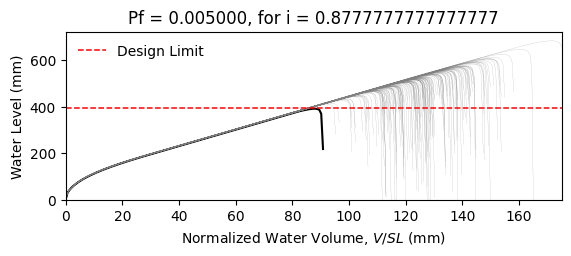 Pf = 0.005000, for i = 0.8777777777777777
Design Limit
Water Level (mm)
600
400
200
0
0 20 40 60 80 100 120 140 160
Normalized Water Volume, V/SL (mm)